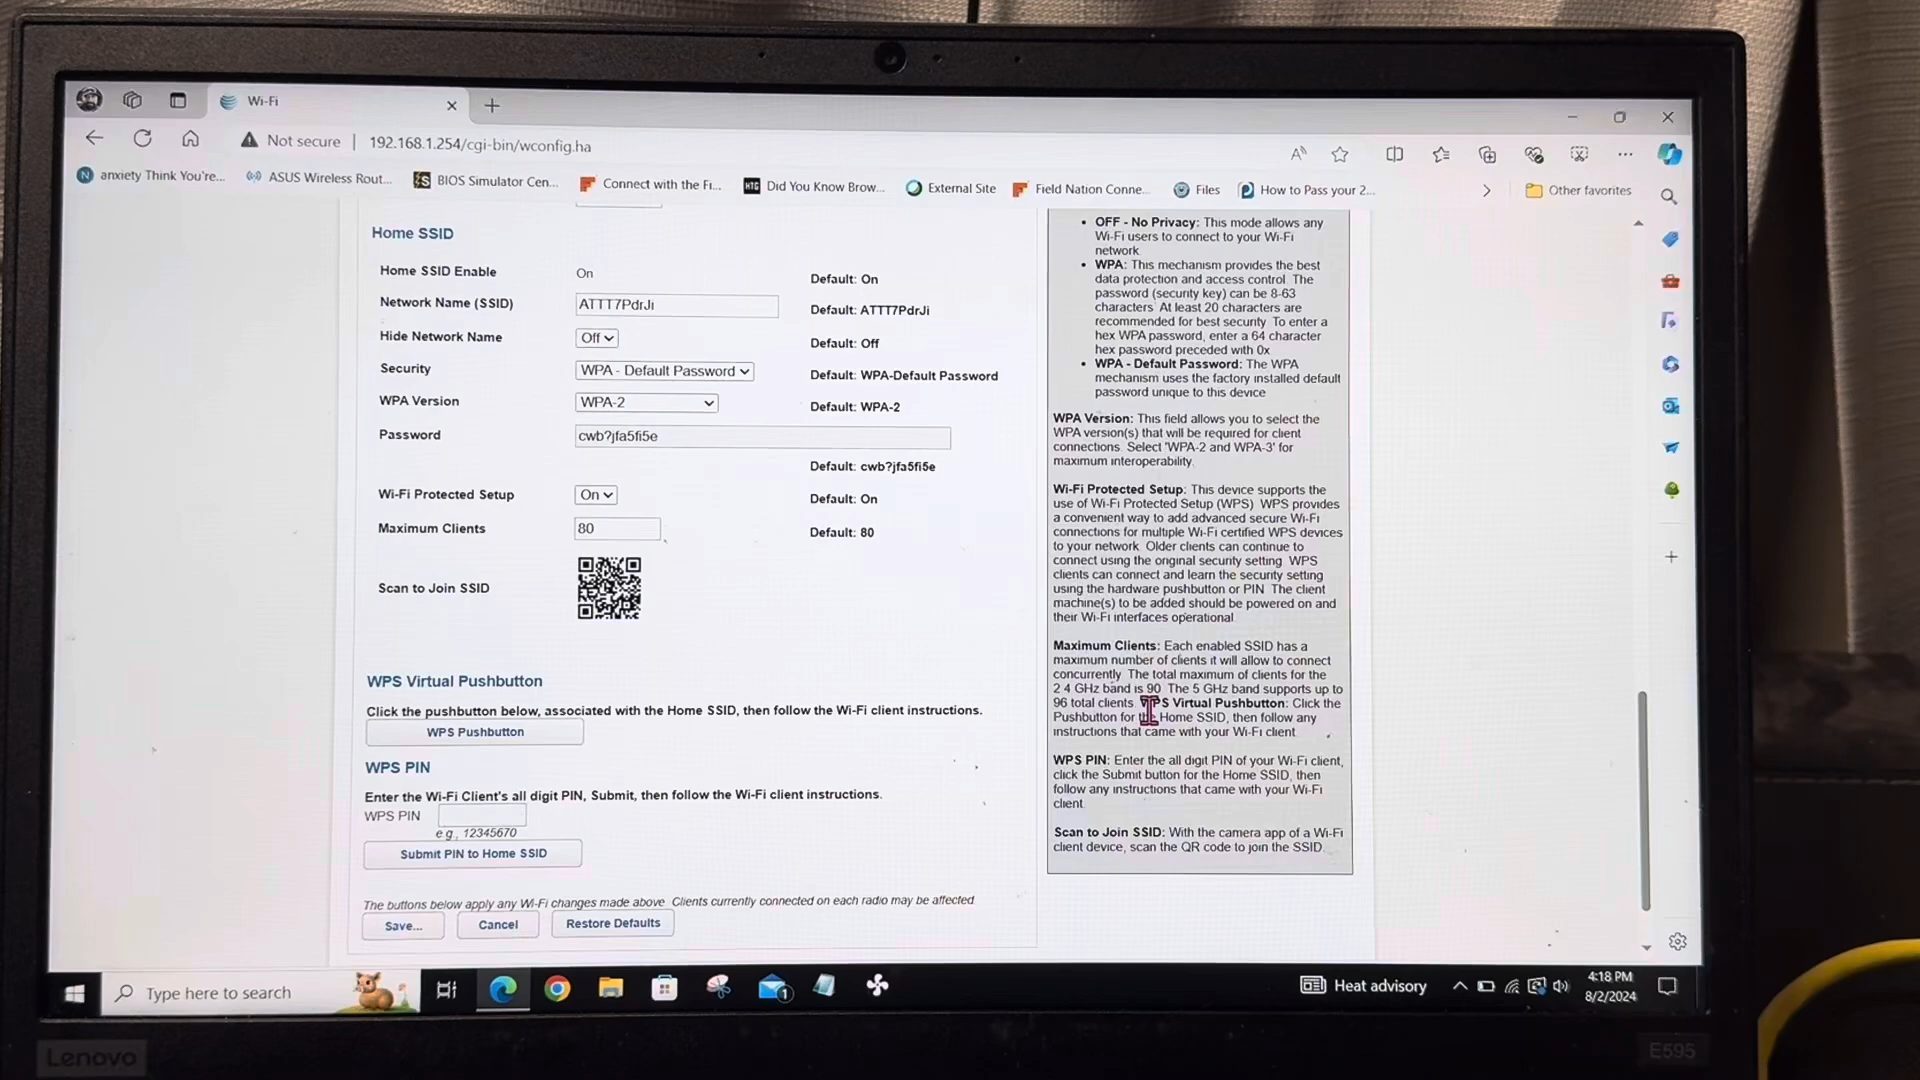 Wi-Fi
Not secure | 192.168.1.254/cgi-bin/wconfig.ha
anxiety Think You're...
ASUS Wireless Rout...
BIOS Simulator Cen...
Connect with the Fi...
HTG
Did You Know Brow...
External Site
Field Nation Conne...
Files
How to Pass your 2...
Other favorites
Home SSID
Home SSID Enable On Default: On
Network Name (SSID) ATTT7PdrJi Default: ATTT7PdrJi
Hide Network Name Off Default: Off
Security WPA - Default Password Default: WPA-Default Password
WPA Version WPA-2 Default: WPA-2
Password cwb?jfa5fi5e
Default: cwb?jfa5fi5e
Wi-Fi Protected Setup On Default: On
Maximum Clients 80 Default: 80
Scan to Join SSID
WPS Virtual Pushbutton
Click the pushbutton below, associated with the Home SSID, then follow the Wi-Fi client instructions.
WPS Pushbutton
WPS PIN
Enter the Wi-Fi Client's all digit PIN, Submit, then follow the Wi-Fi client instructions.
WPS PIN
e.g., 12345670
Submit PIN to Home SSID
The buttons below apply any Wi-Fi changes made above. Clients currently connected on each radio may be affected
Save...
Cancel
Restore Defaults
• OFF - No Privacy: This mode allows any
Wi-Fi users to connect to your Wi-Fi
network
• WPA: This mechanism provides the best
data protection and access control. The
password (security key) can be 8-63
characters. At least 20 characters are
recommended for best security. To enter a
hex WPA password, enter a 64 character
hex password preceded with 0x
• WPA - Default Password: The WPA
mechanism uses the factory installed default
password unique to this device
WPA Version: This field allows you to select the
WPA version(s) that will be required for client
connections. Select 'WPA-2 and WPA-3' for
maximum interoperability.
Wi-Fi Protected Setup: This device supports the
use of Wi-Fi Protected Setup (WPS). WPS provides
a convenient way to add advanced secure Wi-Fi
connections for multiple Wi-Fi certified WPS devices
to your network. Older clients can continue to
connect using the original security setting. WPS
clients can connect and learn the security setting
using the hardware pushbutton or PIN. The client
machine(s) to be added should be powered on and
their Wi-Fi interfaces operational
Maximum Clients: Each enabled SSID has a
maximum number of clients it will allow to connect
concurrently. The total maximum of clients for the
2.4 GHz band is 90. The 5 GHz band supports up to
96 total clients. WPS Virtual Pushbutton: Click the
Pushbutton for the Home SSID, then follow any
instructions that came with your Wi-Fi client
WPS PIN: Enter the all digit PIN of your Wi-Fi client,
click the Submit button for the Home SSID, then
follow any instructions that came with your Wi-Fi
client.
Scan to Join SSID: With the camera app of a Wi-Fi
client device, scan the QR code to join the SSID.
Type here to search
1
Heat advisory
4:18 PM
8/2/2024
Lenovo
E595